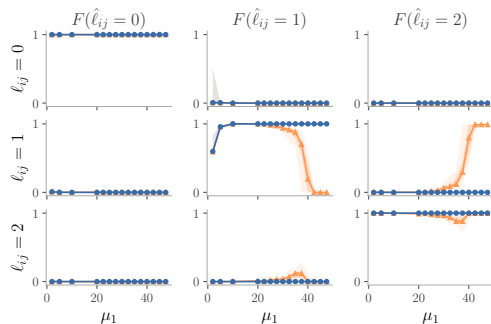 F(ℓ̂ᵢⱼ = 0) F(ℓ̂ᵢⱼ = 1) F(ℓ̂ᵢⱼ = 2)
ℓᵢⱼ = 0 1 1 1
0 0 0
ℓᵢⱼ = 1 1 1 1
0 0 0
ℓᵢⱼ = 2 1 1 1
0 0 0
0 20 40 0 20 40 0 20 40
μ₁ μ₁ μ₁